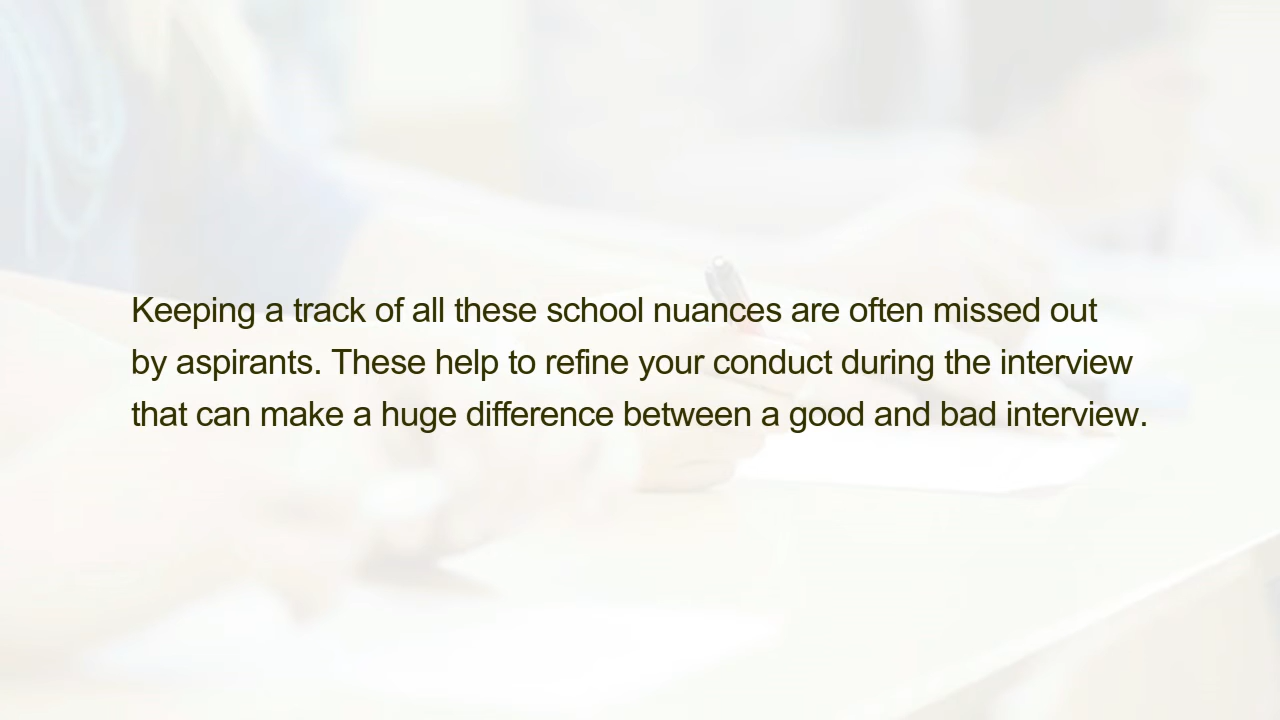 Keeping a track of all these school nuances are often missed out
by aspirants. These help to refine your conduct during the interview
that can make a huge difference between a good and bad interview.